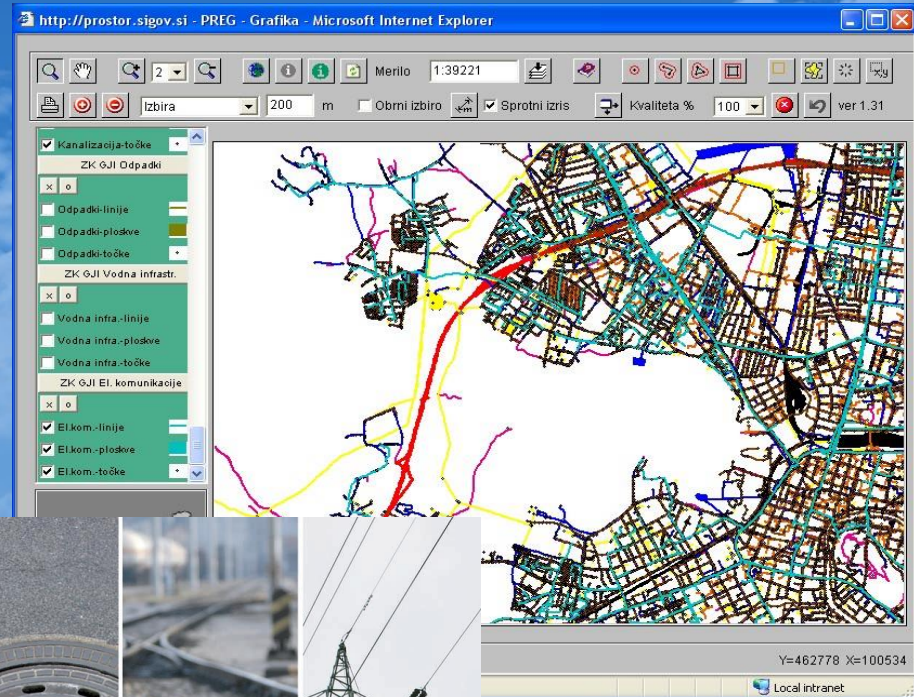 http://prostor.sigov.si - PREG - Grafika - Microsoft Internet Explorer
2 Merilo 1:39221
Izbira 200 m Obrni izbiro Sprotni izris Kvaliteta % 100 ver 1.31
Kanalizacija-točke
ZK GJI Odpadki
x o
Odpadki-linije
Odpadki-ploskve
Odpadki-točke
ZK GJI Vodna infrastr.
x o
Vodna infra.-linije
Vodna infra.-ploskve
Vodna infra.-točke
ZK GJI El. komunikacije
x o
El.kom.-linije
El.kom.-ploskve
El.kom.-točke
Y=462778 X=100534
Local intranet